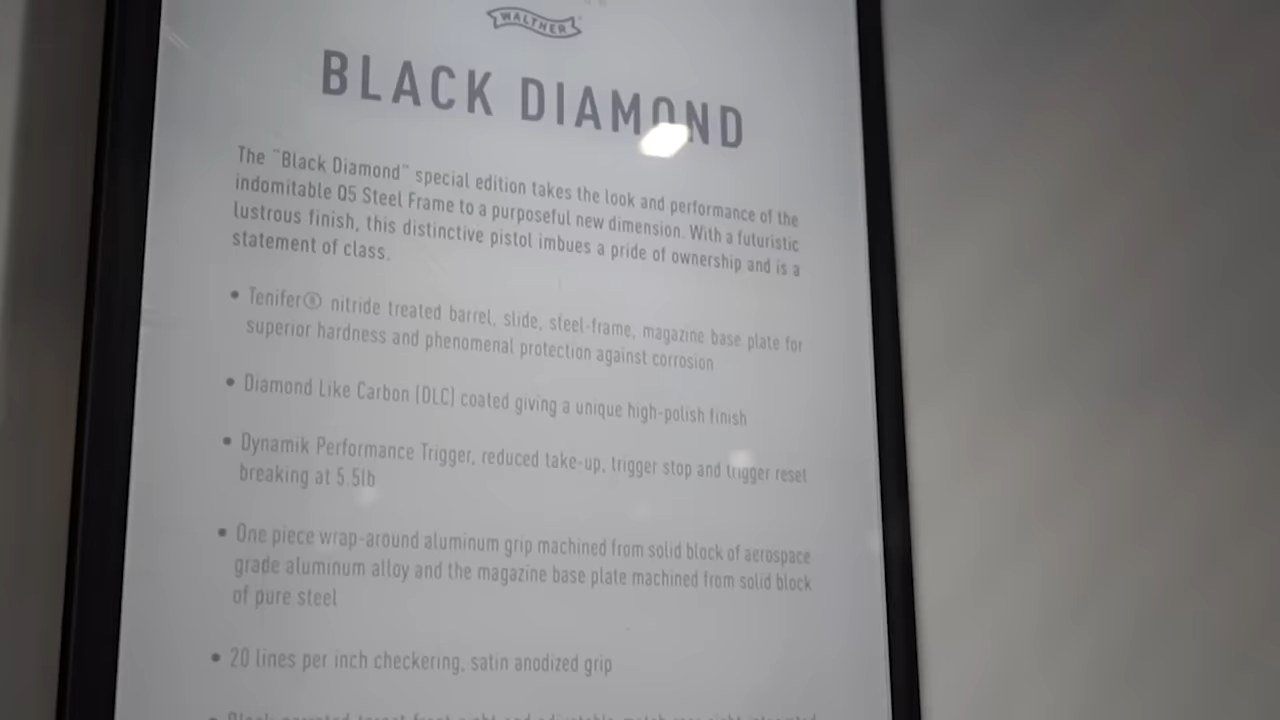 WALTHER
BLACK DIAMOND
The "Black Diamond" special edition takes the look and performance of the
indomitable Q5 Steel Frame to a purposeful new dimension. With a futuristic
lustrous finish, this distinctive pistol imbues a pride of ownership and is a
statement of class.
• Tenifer® nitride treated barrel, slide, steel-frame, magazine base plate for
superior hardness and phenomenal protection against corrosion
• Diamond Like Carbon (DLC) coated giving a unique high-polish finish
• Dynamik Performance Trigger, reduced take-up, trigger stop and trigger reset
breaking at 5.5lb
• One piece wrap-around aluminum grip machined from solid block of aerospace
grade aluminum alloy and the magazine base plate machined from solid block
of pure steel
• 20 lines per inch checkering, satin anodized grip